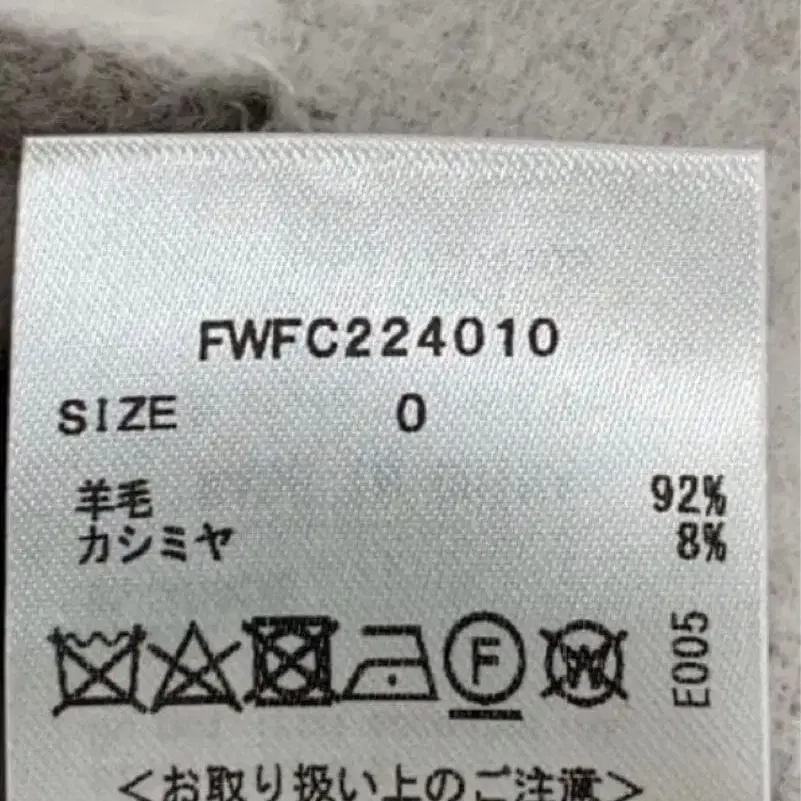 FWFC224010
SIZE 0
羊毛 92%
カシミヤ 8%
F W
E005
<お取り扱い上のご注意>